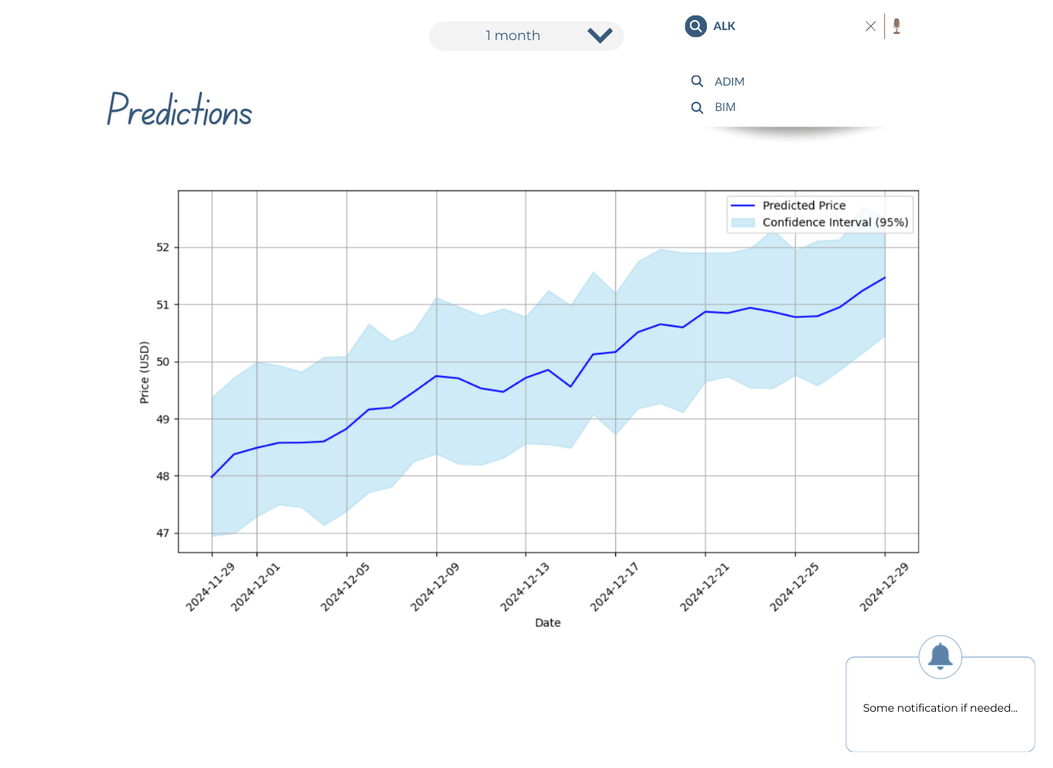 1 month
ALK
ADIM
BIM
Predictions
Predicted Price
Confidence Interval (95%)
Price (USD)
52
51
50
49
48
47
2024-11-29
2024-12-01
2024-12-05
2024-12-09
2024-12-13
2024-12-17
2024-12-21
2024-12-25
2024-12-29
Date
Some notification if needed...